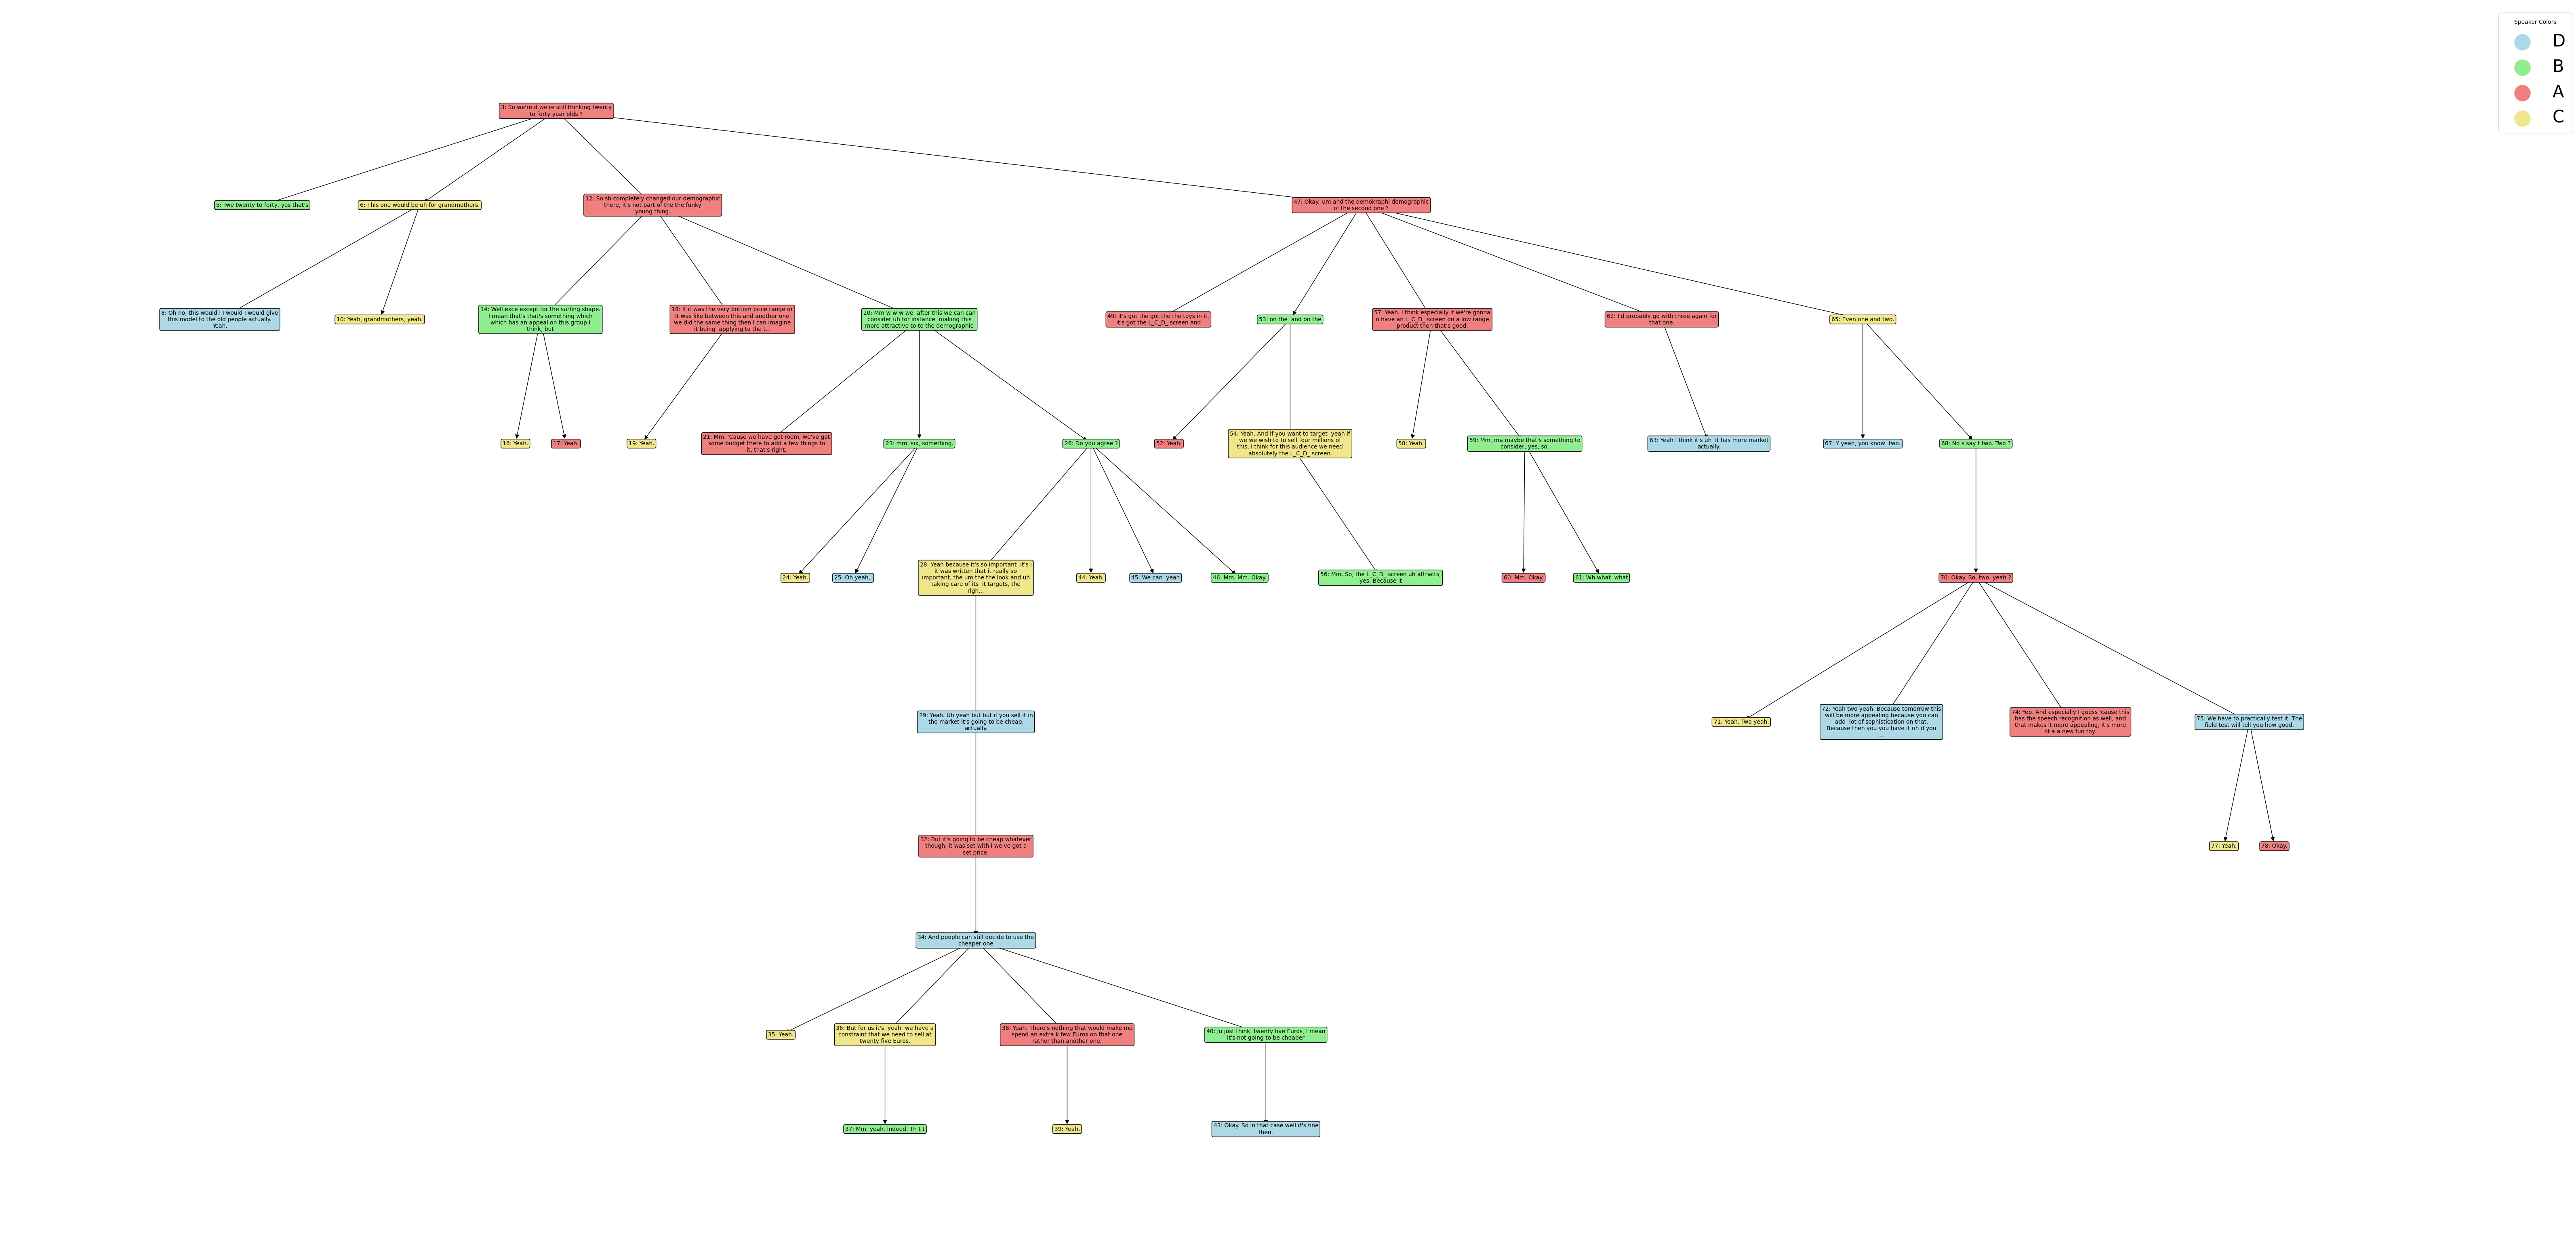 Speaker Colors
D
B
A
C
3: So we're d we're still thinking twenty
to forty year olds ?
5: Twe twenty to forty, yes that's
6: This one would be uh for grandmothers.
12: So sh completely changed our demographic
there, it's not part of the the funky
young thing.
47: Okay. Um and the demokraphi demographic
of the second one ?
8: Oh no, this would I I would I would give
this model to the old people actually.
Yeah.
10: Yeah, grandmothers, yeah.
14: Well exce except for the surfing shape.
I mean that's that's something which
which has an appeal on this group I
think, but
18: If it was the very bottom price range or
it was like between this and another one
we did the same thing then I can imagine
it being  applying to the t...
20: Mm w w w we  after this we can can
consider uh for instance, making this
more attractive to to the demographic
49: It's got the got the the toys in it,
it's got the L_C_D_ screen and
53: on the  and on the
57: Yeah. I think especially if we're gonna
n have an L_C_D_ screen on a low range
product then that's good.
62: I'd probably go with three again for
that one.
65: Even one and two.
16: Yeah.
17: Yeah.
19: Yeah.
21: Mm. 'Cause we have got room, we've got
some budget there to add a few things to
it, that's right.
23: mm, six, something.
26: Do you agree ?
52: Yeah.
54: Yeah. And if you want to target  yeah if
we we wish to sell four millions of
this, I think for this audience we need
absolutely the L_C_D_ screen.
58: Yeah.
59: Mm, ma maybe that's something to
consider, yes, so.
63: Yeah I think it's uh  it has more market
actually.
67: Y yeah, you know  two.
68: No s say t two. Two ?
24: Yeah.
25: Oh yeah,.
28: Yeah because it's so important  it's i
it was written that it really so
important, the um the the look and uh
taking care of its  it targets, the
righ...
44: Yeah.
45: We can  yeah
46: Mm. Mm. Okay.
56: Mm. So, the L_C_D_ screen uh attracts,
yes. Because it
60: Mm. Okay.
61: Wh what  what
70: Okay. So, two, yeah ?
29: Yeah. Uh yeah but but if you sell it in
the market it's going to be cheap,
actually.
71: Yeah. Two yeah.
72: Yeah two yeah. Because tomorrow this
will be more appealing because you can
add  lot of sophistication on that.
Because then you you have it uh d you
...
74: Yep. And especially I guess 'cause this
has the speech recognition as well, and
that makes it more appealing, it's more
of a a new fun toy.
75: We have to practically test it. The
field test will tell you how good.
32: But it's going to be cheap whatever
though, it was set with i we've got a
set price.
77: Yeah.
78: Okay.
34: And people can still decide to use the
cheaper one
35: Yeah.
36: But for us it's  yeah  we have a
constraint that we need to sell at
twenty five Euros.
38: Yeah. There's nothing that would make me
spend an extra k few Euros on that one
rather than another one.
40: Ju just think, twenty five Euros, I mean
it's not going to be cheaper
37: Mm, yeah, indeed. Th t t
39: Yeah.
43: Okay. So in that case well it's fine
then.